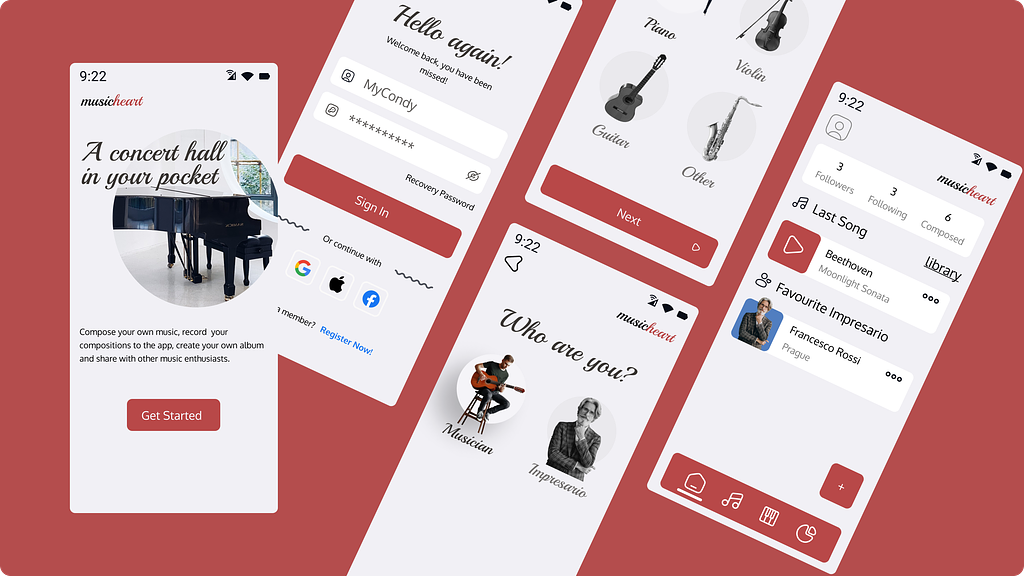 9:22
musicheart
A concert hall
in your pocket
Compose your own music, record your
compositions to the app, create your own album
and share with other music enthusiasts.
Get Started
Hello again!
Welcome back, you have been
missed!
MyCondy
**********
Recovery Password
Sign In
Or continue with
member?
Register Now!
Piano
Violin
Guitar
Other
Next
9:22
musicheart
Who are you?
Musician
Impresario
9:22
musicheart
3
Followers
3
Following
6
Composed
Last Song
library
Beethoven
Moonlight Sonata
Favourite Impresario
Francesco Rossi
Prague
+